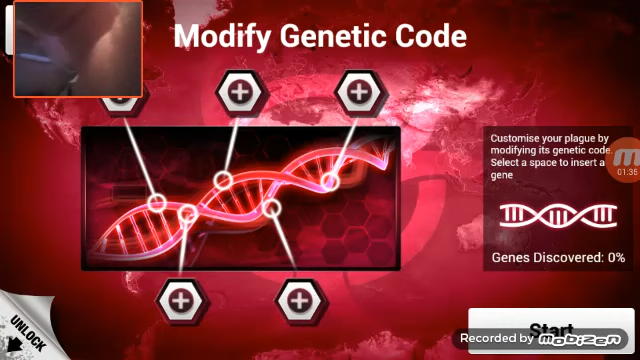 Modify Genetic Code
Customise your plague by
modifying its genetic code.
Select a space to insert a
gene
01:36
Genes Discovered: 0%
UNLOCK
Start
Recorded by mobizen